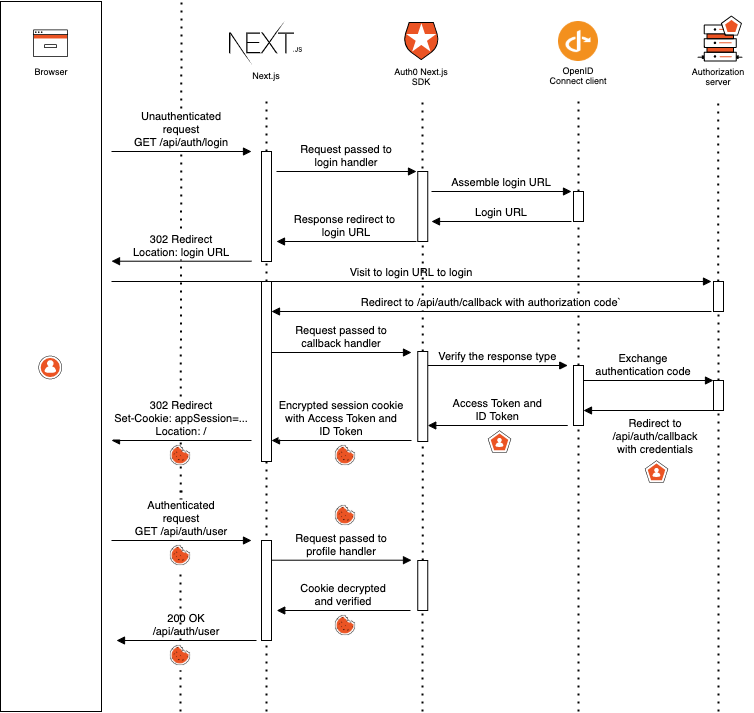 NEXT.JS
Browser
Next.js
Auth0 Next.js
SDK
OpenID
Connect client
Authorization
server
Unauthenticated
request
GET /api/auth/login
Request passed to
login handler
Assemble login URL
Login URL
Response redirect to
login URL
302 Redirect
Location: login URL
Visit to login URL to login
Redirect to /api/auth/callback with authorization code`
Request passed to
callback handler
Verify the response type
Exchange
authentication code
302 Redirect
Set-Cookie: appSession=...
Location: /
Encrypted session cookie
with Access Token and
ID Token
Access Token and
ID Token
Redirect to
/api/auth/callback
with credentials
Authenticated
request
GET /api/auth/user
Request passed to
profile handler
Cookie decrypted
and verified
200 OK
/api/auth/user